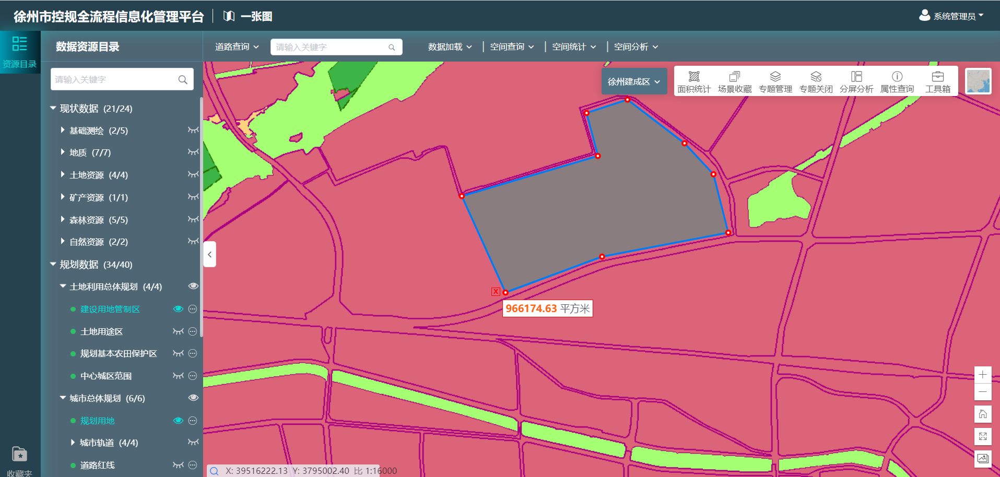 徐州市控规全流程信息化管理平台
一张图
系统管理员
资源目录
数据资源目录
道路查询
请输入关键字
数据加载
空间查询
空间统计
空间分析
请输入关键字
徐州建成区
面积统计
场景收藏
专题管理
专题关闭
分屏分析
属性查询
工具箱
现状数据 (21/24)
基础测绘 (2/5)
地质 (7/7)
土地资源 (4/4)
矿产资源 (1/1)
森林资源 (5/5)
自然资源 (2/2)
规划数据 (34/40)
土地利用总体规划 (4/4)
建设用地管制区
土地用途区
规划基本农田保护区
中心城区范围
城市总体规划 (6/6)
规划用地
城市轨道 (4/4)
道路红线
收藏夹
X
966174.63 平方米
X: 39516222.13 Y: 3795002.40 比 1:16000